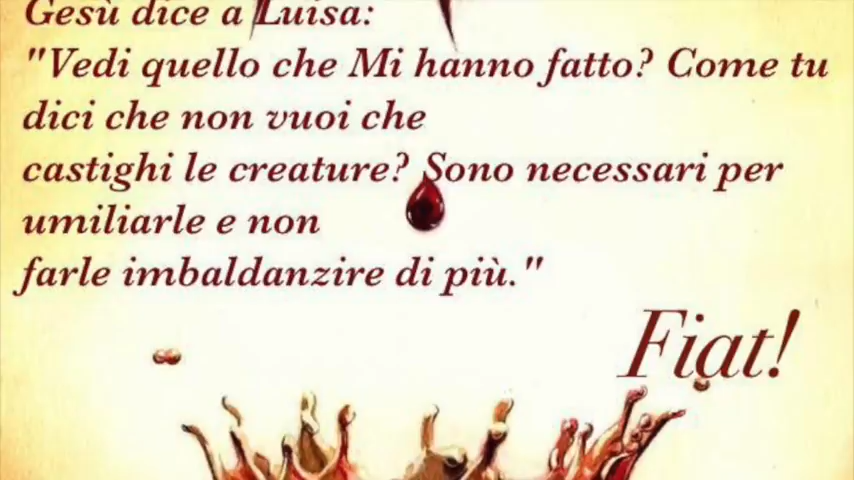 Gesù dice a Luisa:
"Vedi quello che Mi hanno fatto? Come tu
dici che non vuoi che
castighi le creature? Sono necessari per
umiliarle e non
farle imbaldanzire di più."
Fiat!